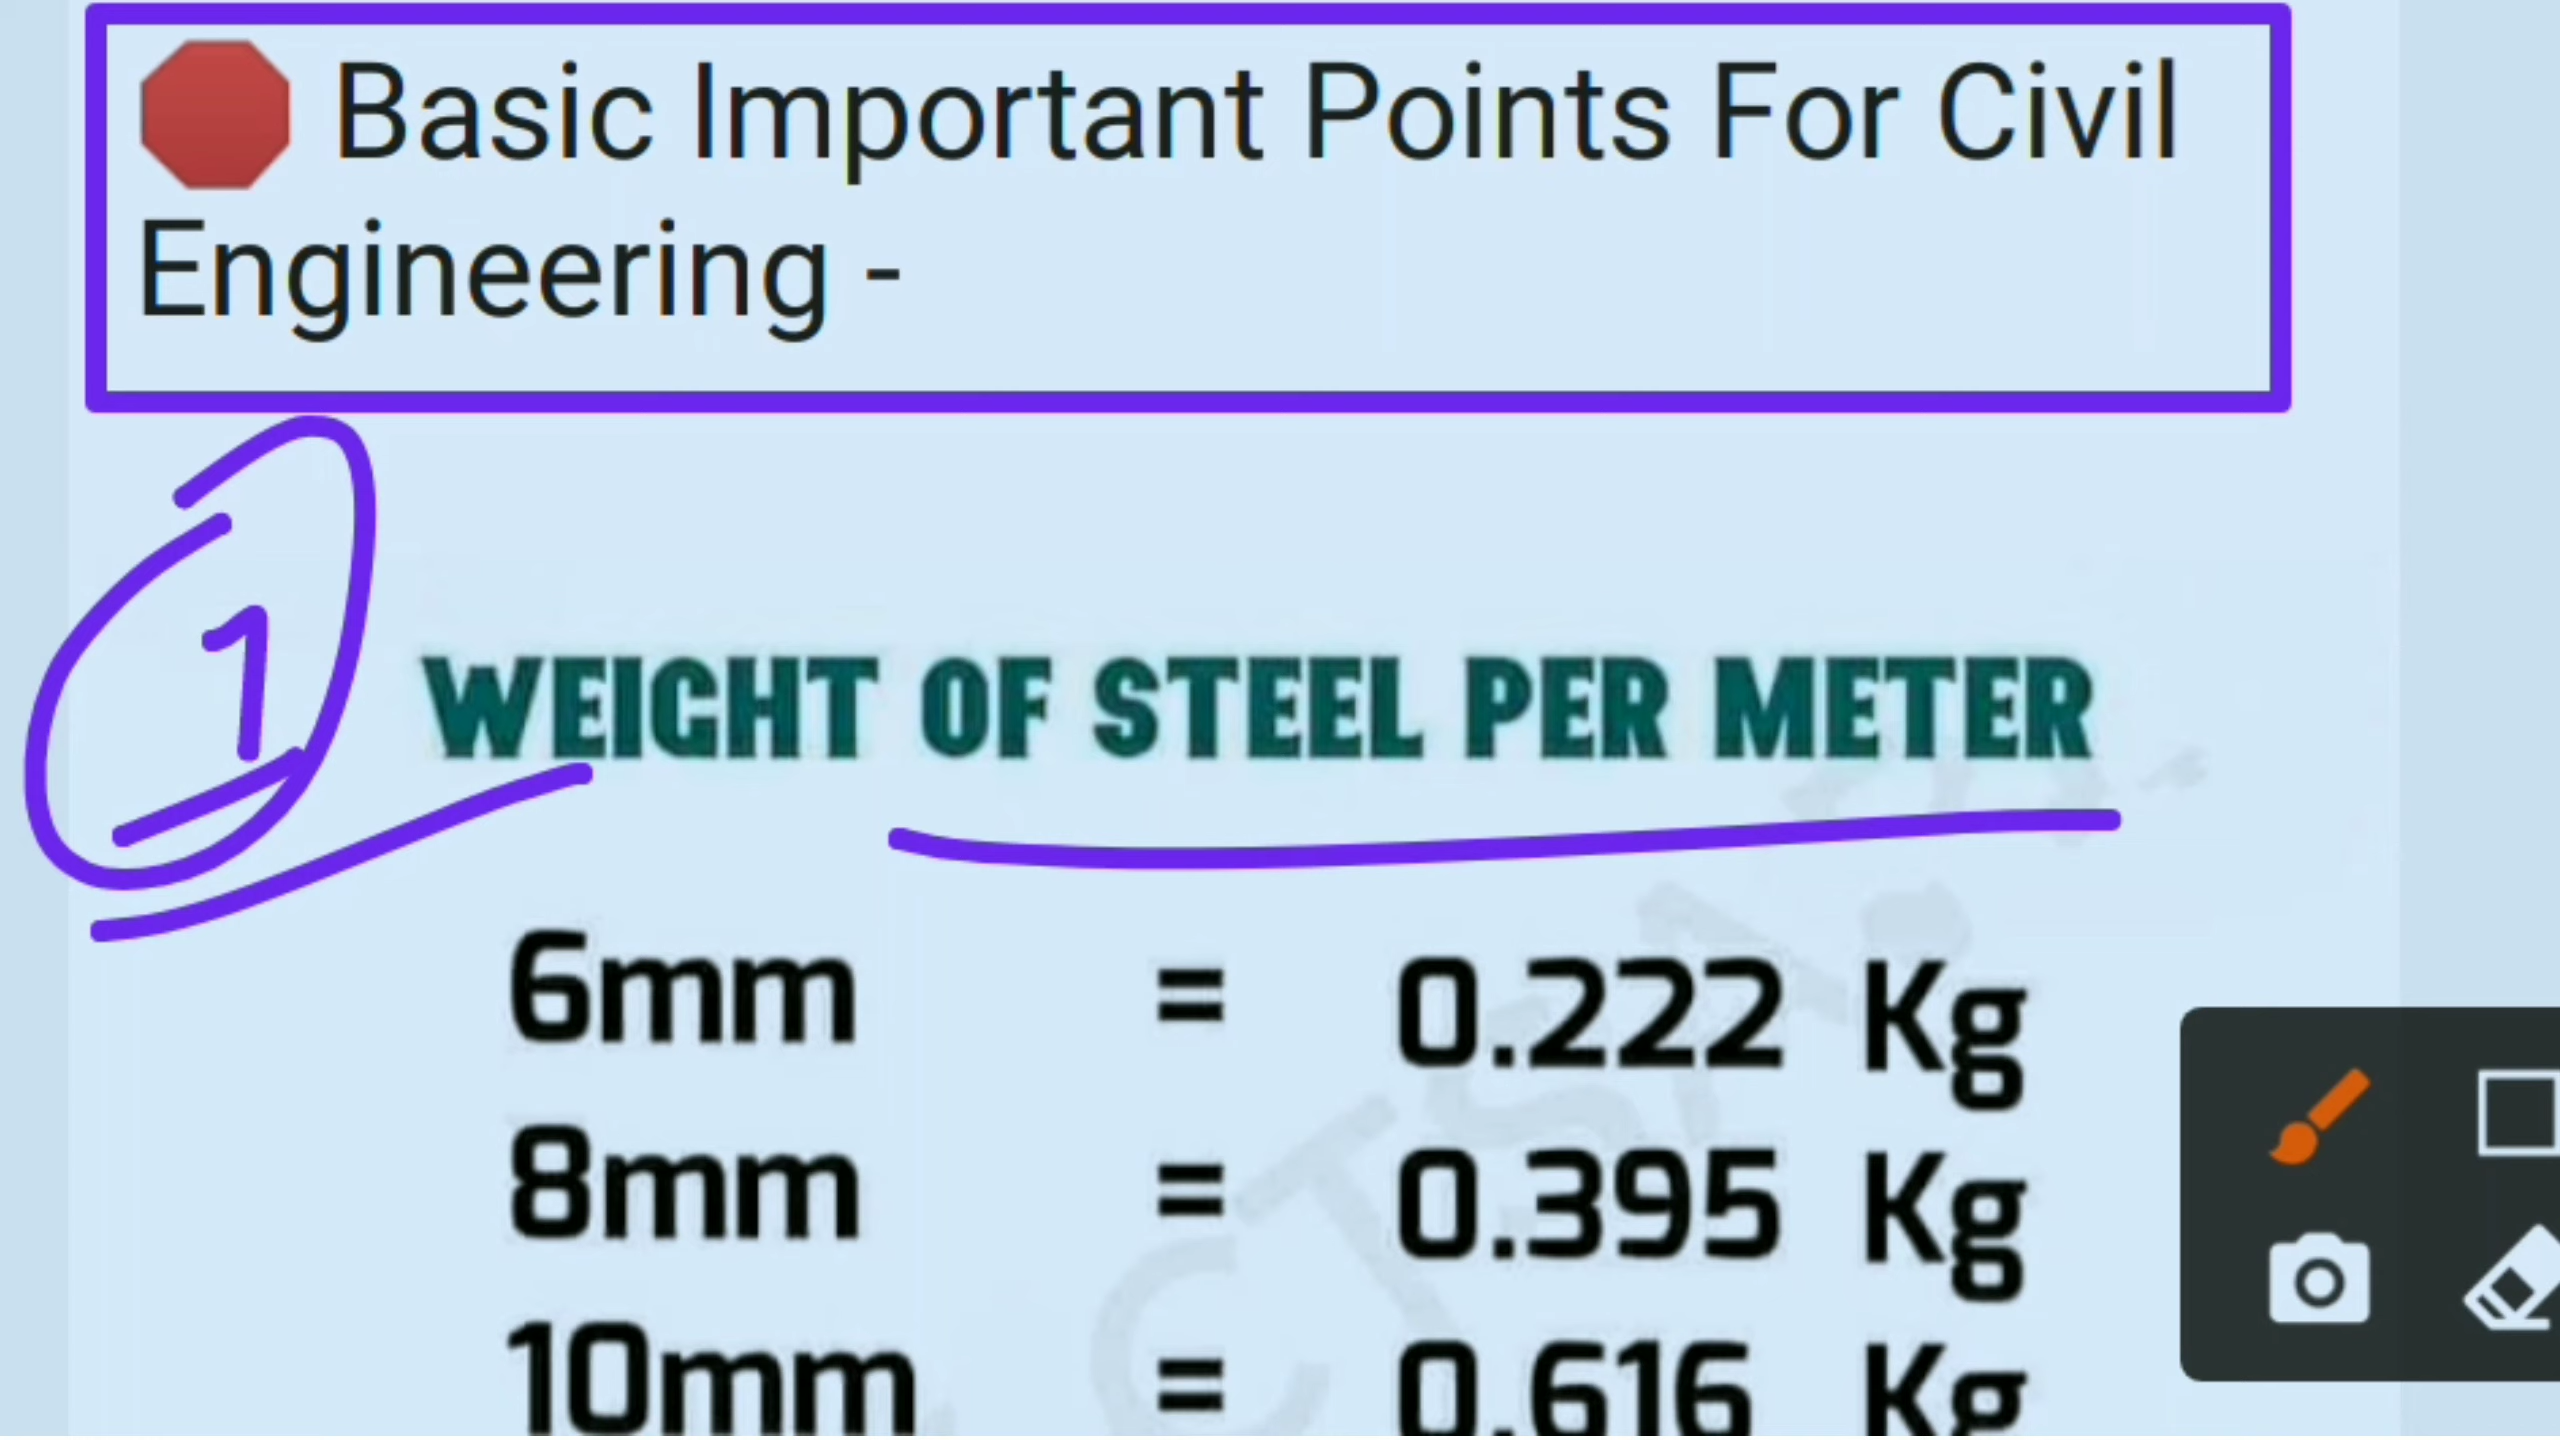 Basic Important Points For Civil
Engineering -
1
WEIGHT OF STEEL PER METER
6mm = 0.222 Kg
8mm = 0.395 Kg
10mm = 0.616 Kg